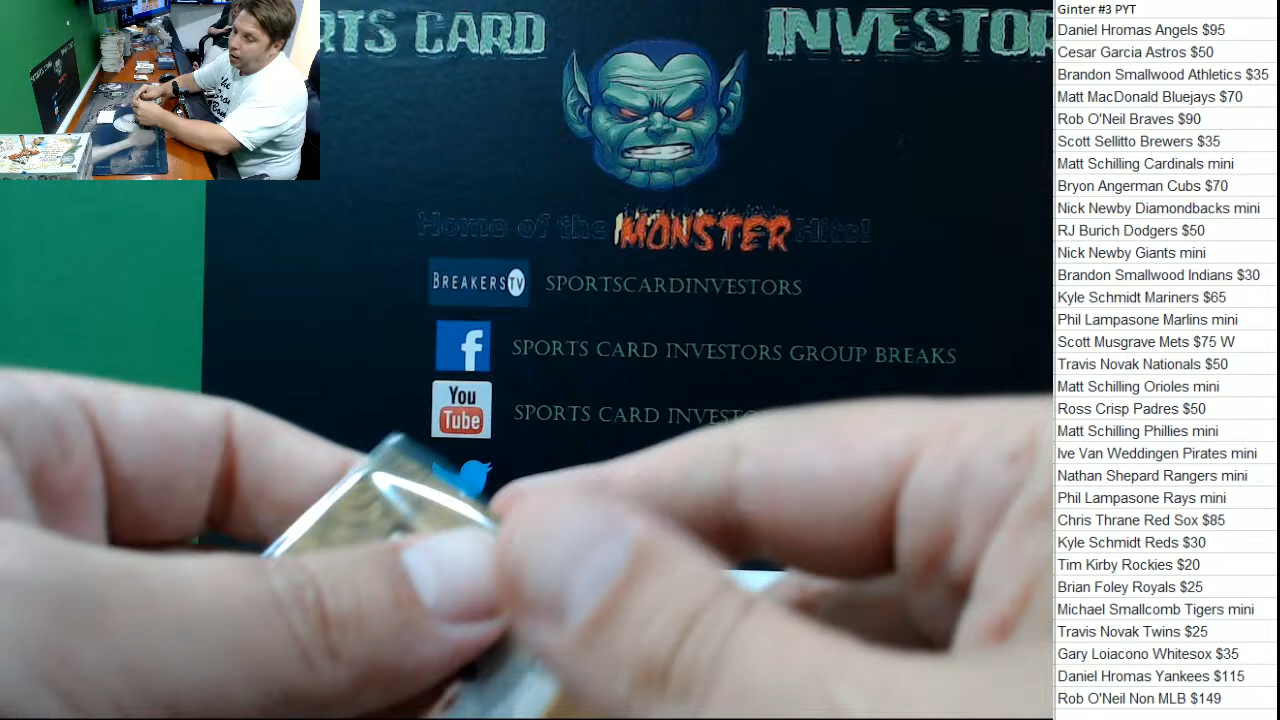 RTS CARD INVESTOR
Home of the MONSTER Hits!
BREAKERSTV SPORTSCARDINVESTORS
f SPORTS CARD INVESTORS GROUP BREAKS
You Tube SPORTS CARD INVESTO
Ginter #3 PYT
Daniel Hromas Angels $95
Cesar Garcia Astros $50
Brandon Smallwood Athletics $35
Matt MacDonald Bluejays $70
Rob O'Neil Braves $90
Scott Sellitto Brewers $35
Matt Schilling Cardinals mini
Bryon Angerman Cubs $70
Nick Newby Diamondbacks mini
RJ Burich Dodgers $50
Nick Newby Giants mini
Brandon Smallwood Indians $30
Kyle Schmidt Mariners $65
Phil Lampasone Marlins mini
Scott Musgrave Mets $75 W
Travis Novak Nationals $50
Matt Schilling Orioles mini
Ross Crisp Padres $50
Matt Schilling Phillies mini
Ive Van Weddingen Pirates mini
Nathan Shepard Rangers mini
Phil Lampasone Rays mini
Chris Thrane Red Sox $85
Kyle Schmidt Reds $30
Tim Kirby Rockies $20
Brian Foley Royals $25
Michael Smallcomb Tigers mini
Travis Novak Twins $25
Gary Loiacono Whitesox $35
Daniel Hromas Yankees $115
Rob O'Neil Non MLB $149